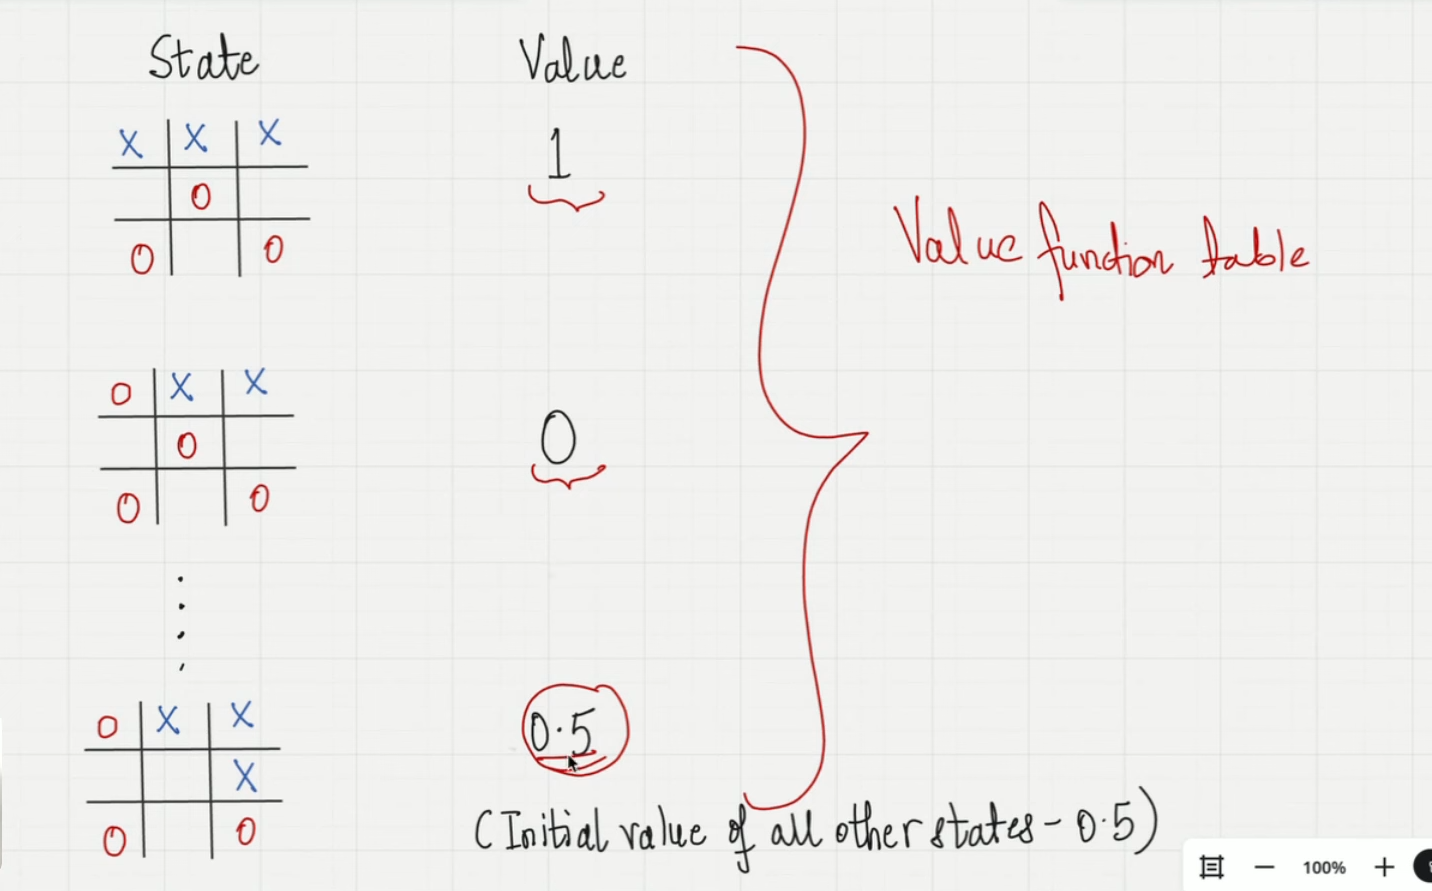 State Value
X X X
O
O O
1
Value function table
O X X
O
O O
0
O X X
X
O O
0.5
(Initial value of all other states - 0.5)
100%